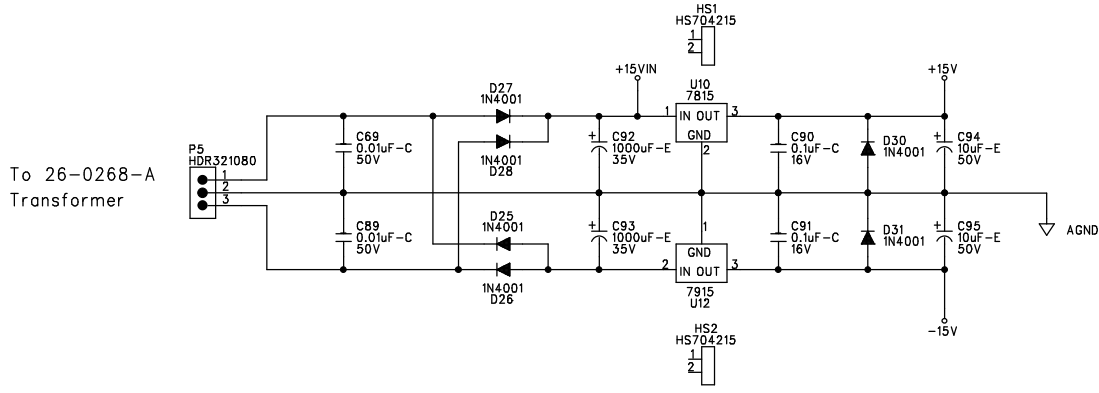 HS1
HS704215
1
2
+15VIN
+15V
D27
1N4001
U10
7815
1
IN OUT
3
GND
2
C69
0.01uF-C
50V
1N4001
D28
C92
1000uF-E
35V
C90
0.1uF-C
16V
D30
1N4001
C94
10uF-E
50V
P5
HDR321080
1
2
3
To 26-0268-A
Transformer
C89
0.01uF-C
50V
D25
1N4001
1N4001
D26
C93
1000uF-E
35V
1
GND
2
IN OUT
3
7915
U12
C91
0.1uF-C
16V
D31
1N4001
C95
10uF-E
50V
AGND
-15V
HS2
HS704215
1
2